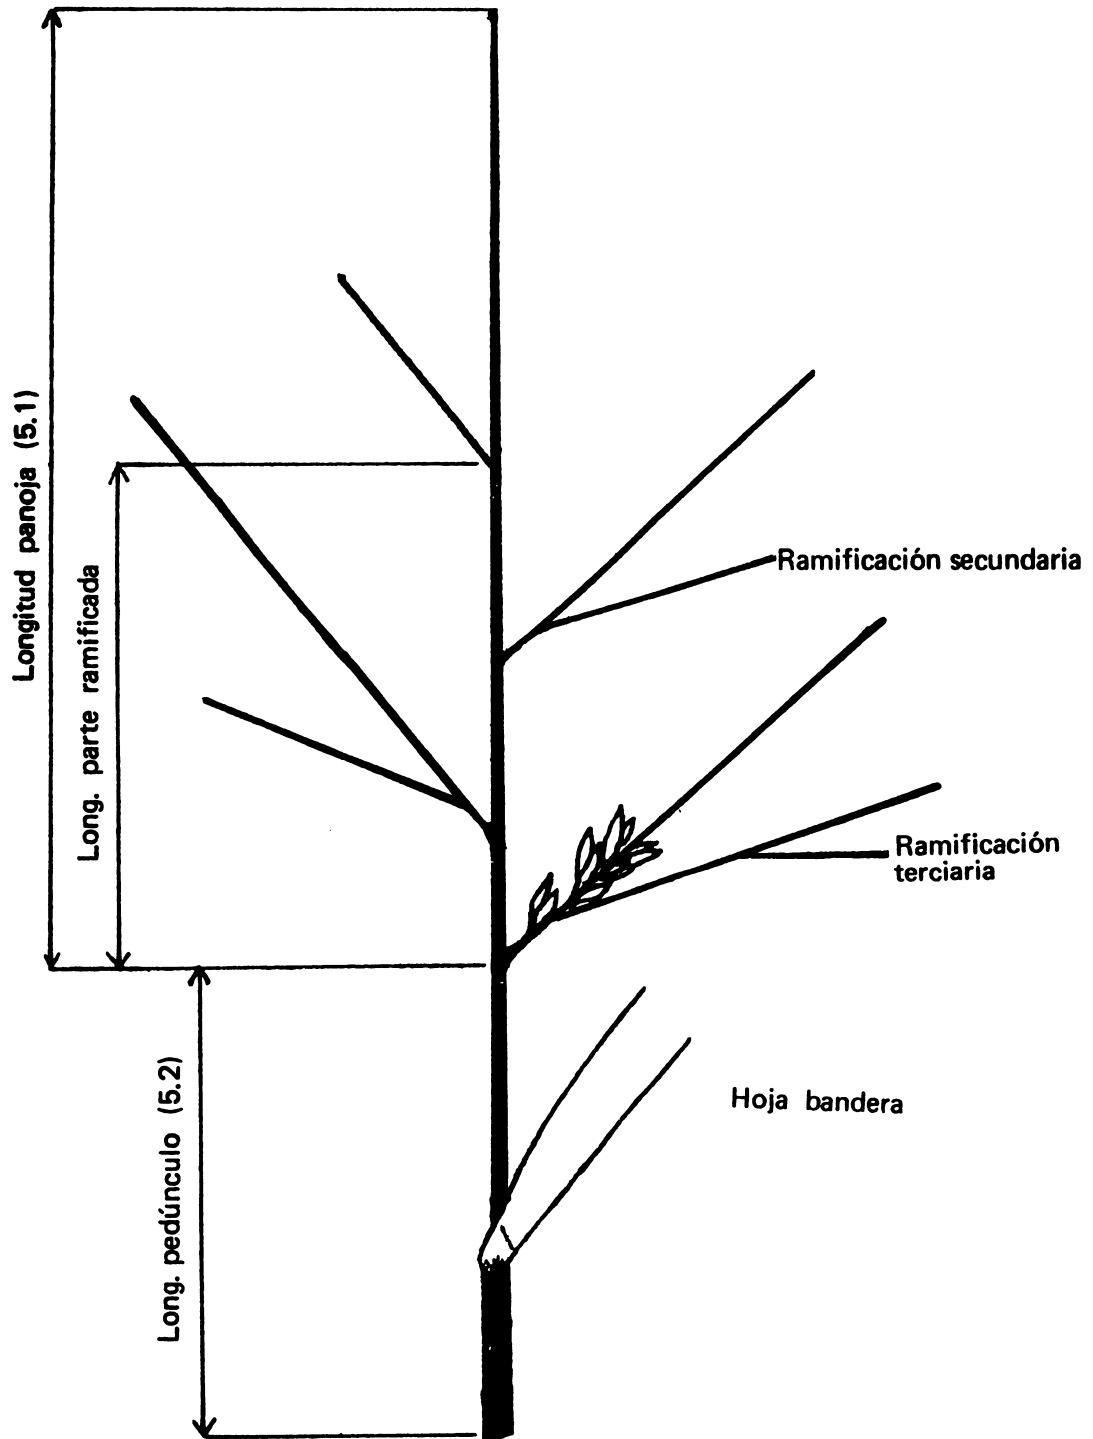 Longitud panoja (5.1)
Long. parte ramificada
Ramificación secundaria
Ramificación
terciaria
Long. pedúnculo (5.2)
Hoja bandera